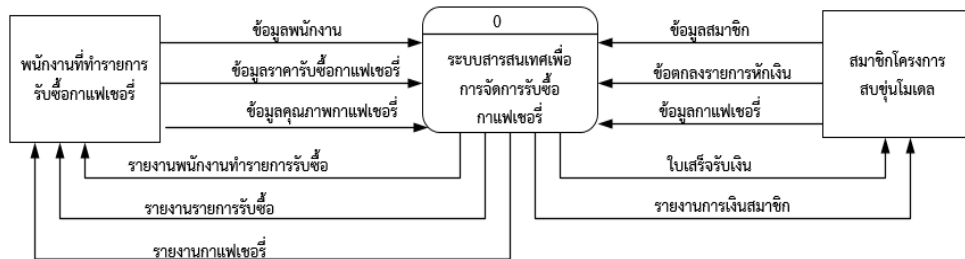 ข้อมูลพนักงาน
0
ข้อมูลสมาชิก
พนักงานที่ทำรายการ
รับซื้อกาแฟเชอรี่
ระบบสารสนเทศเพื่อ
การจัดการรับซื้อ
กาแฟเชอรี่
สมาชิกโครงการ
สบขุ่นโมเดล
ข้อมูลราคารับซื้อกาแฟเชอรี่
ข้อตกลงรายการหักเงิน
ข้อมูลคุณภาพกาแฟเชอรี่
ข้อมูลกาแฟเชอรี่
รายงานพนักงานทำรายการรับซื้อ
ใบเสร็จรับเงิน
รายงานรายการรับซื้อ
รายงานการเงินสมาชิก
รายงานกาแฟเชอรี่